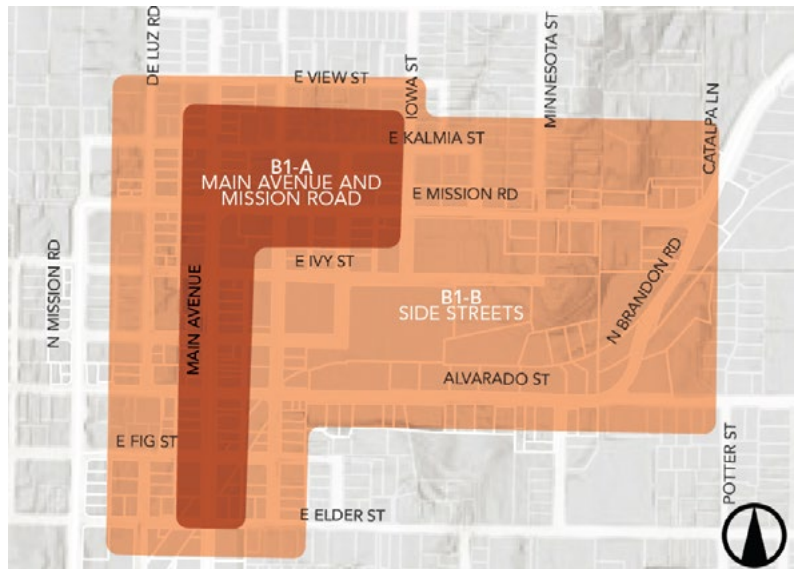 DE LUZ RD
E VIEW ST
IOWA ST
MINNESOTA ST
CATALPA LN
E KALMIA ST
B1-A
MAIN AVENUE AND
MISSION ROAD
E MISSION RD
N MISSION RD
MAIN AVENUE
E IVY ST
B1-B
SIDE STREETS
N BRANDON RD
ALVARADO ST
E FIG ST
POTTER ST
E ELDER ST